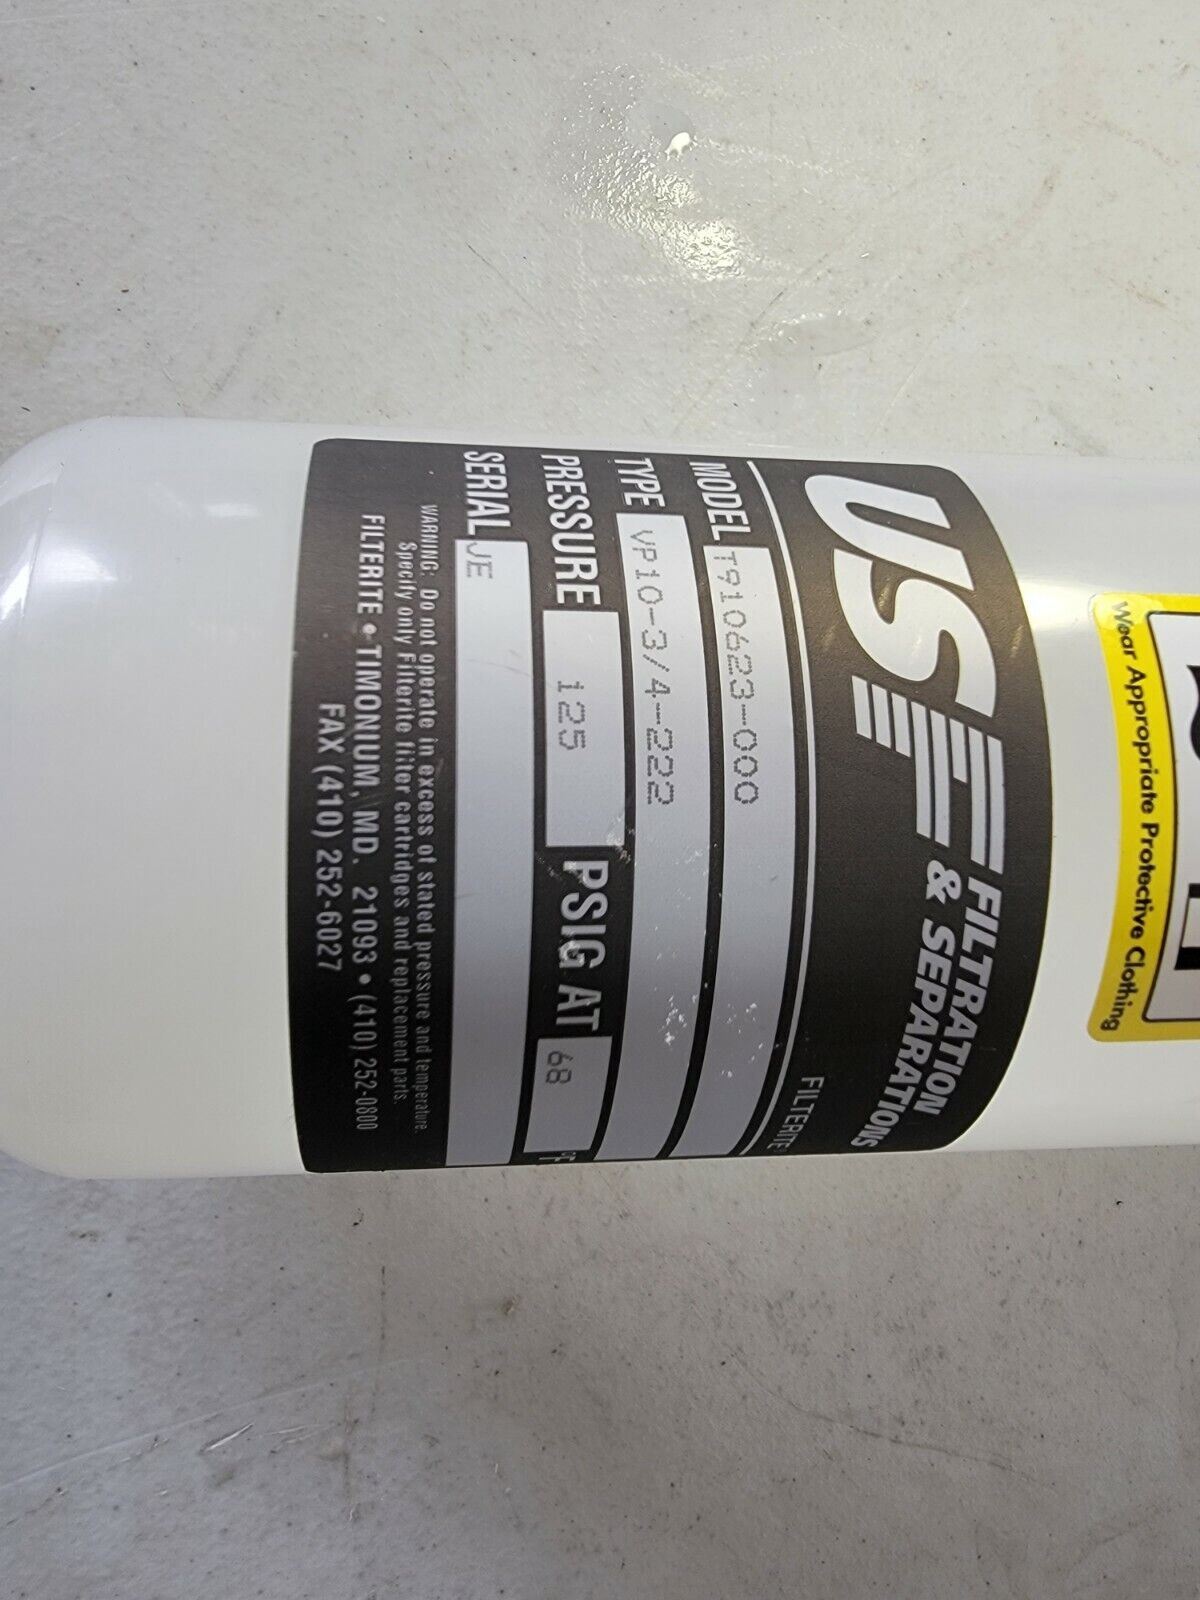 Wear Appropriate Protective Clothing
USF FILTRATION
& SEPARATIONS
FILTERITE
MODEL T910623-000
TYPE VP10-3/4-222
PRESSURE 125 PSIG AT 68 °F
SERIAL JE
WARNING: Do not operate in excess of stated pressure and temperature.
Specify only Filterite filter cartridges and replacement parts.
FILTERITE • TIMONIUM, MD. 21093 • (410) 252-0800
FAX (410) 252-6027